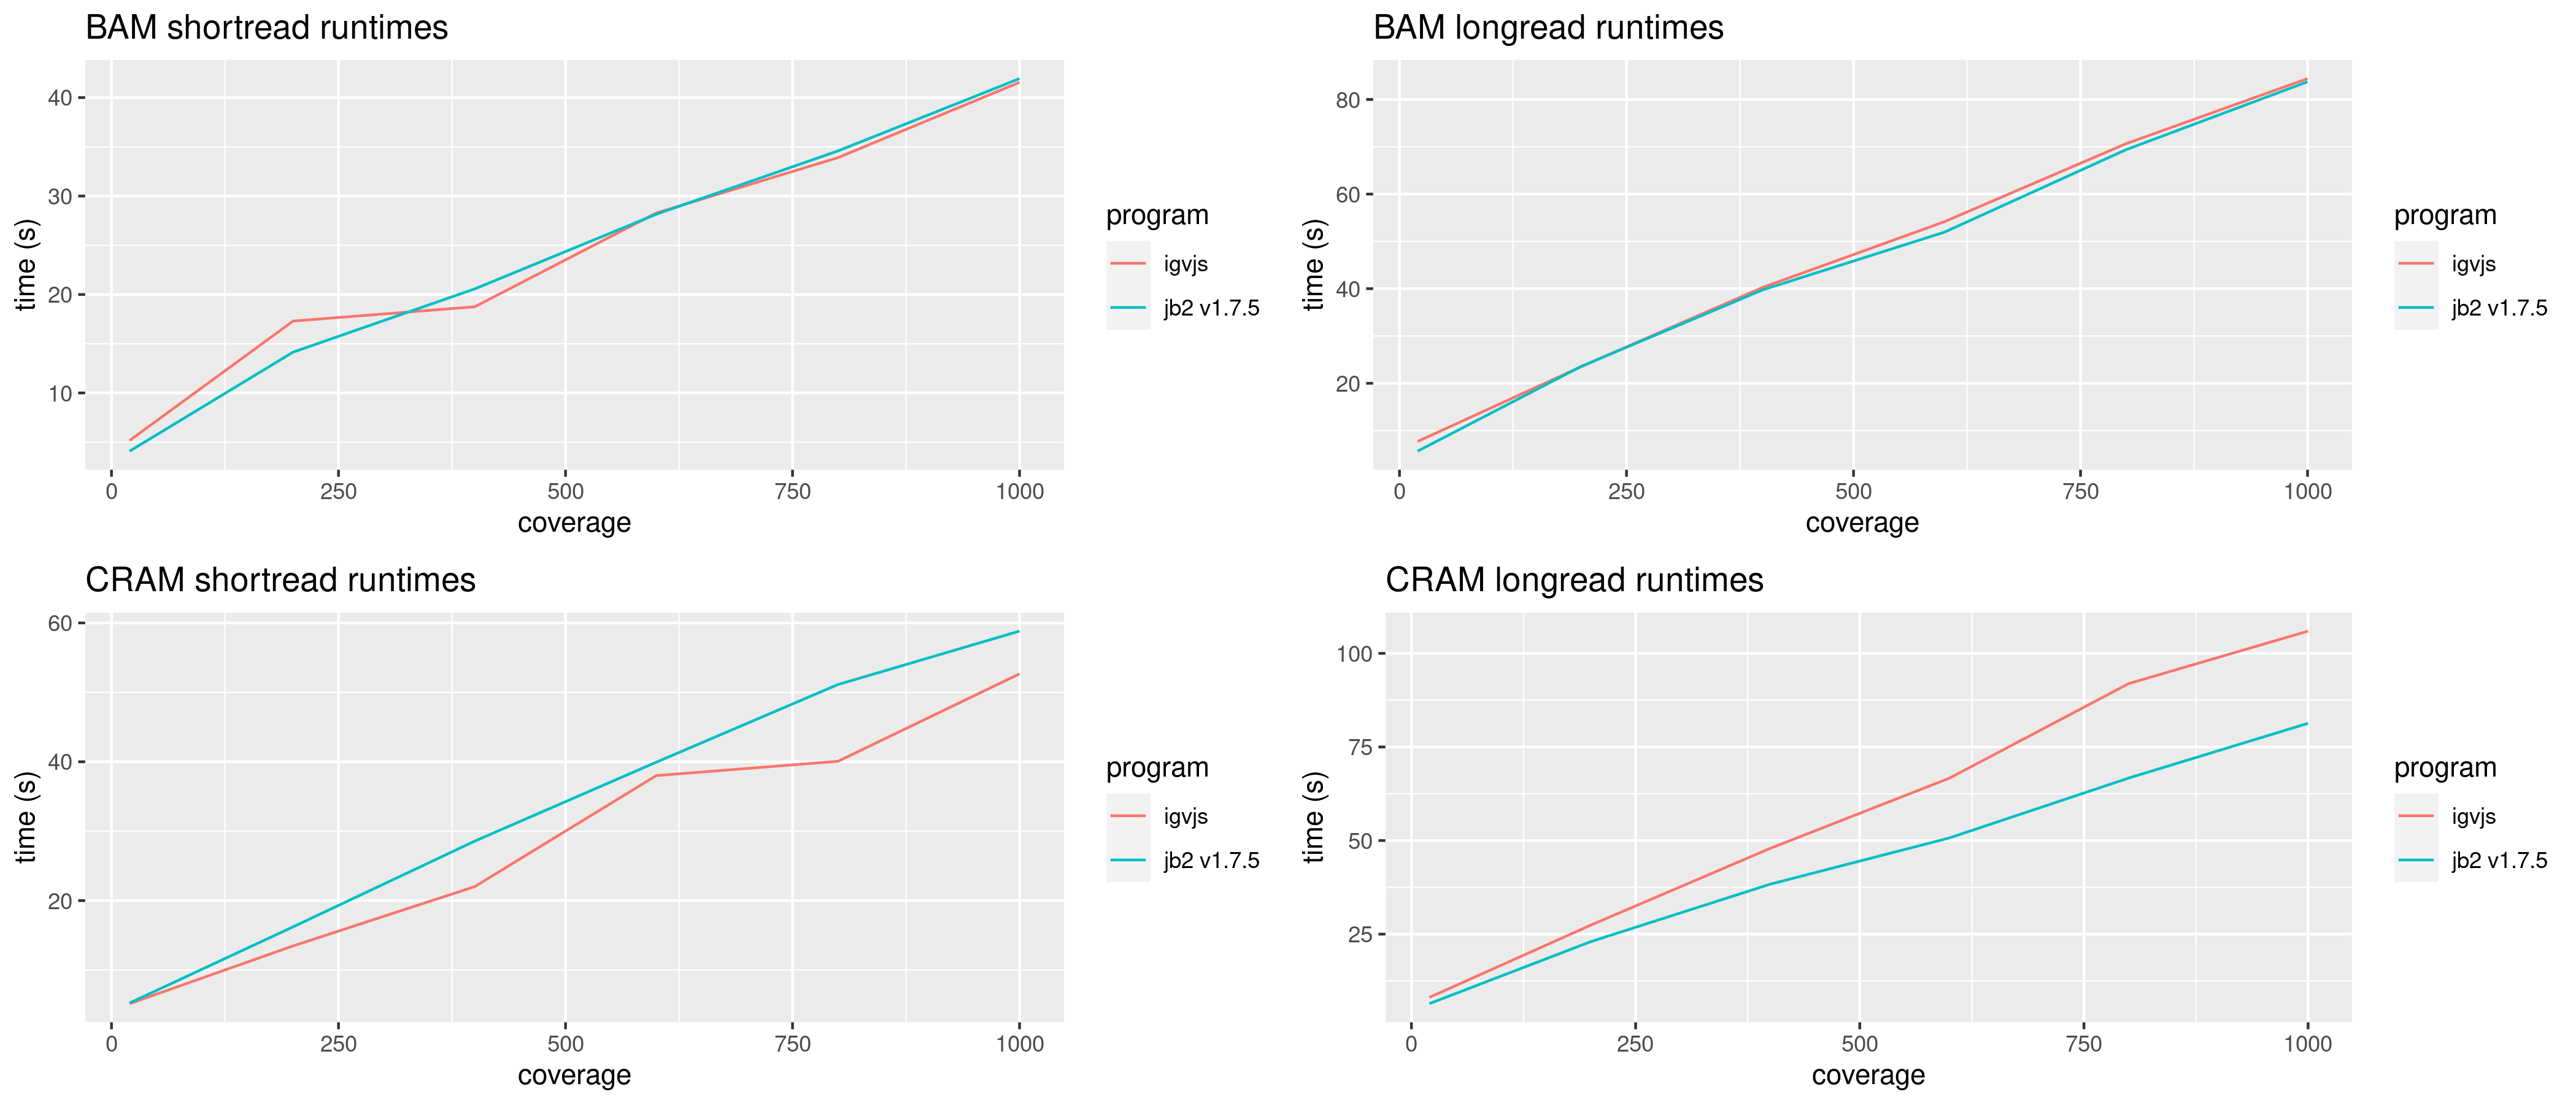 BAM shortread runtimes
40
30
20
10
time (s)
0 250 500 750 1000
coverage
program
igvjs
jb2 v1.7.5
BAM longread runtimes
80
60
40
20
time (s)
0 250 500 750 1000
coverage
program
igvjs
jb2 v1.7.5
CRAM shortread runtimes
60
40
20
time (s)
0 250 500 750 1000
coverage
program
igvjs
jb2 v1.7.5
CRAM longread runtimes
100
75
50
25
time (s)
0 250 500 750 1000
coverage
program
igvjs
jb2 v1.7.5